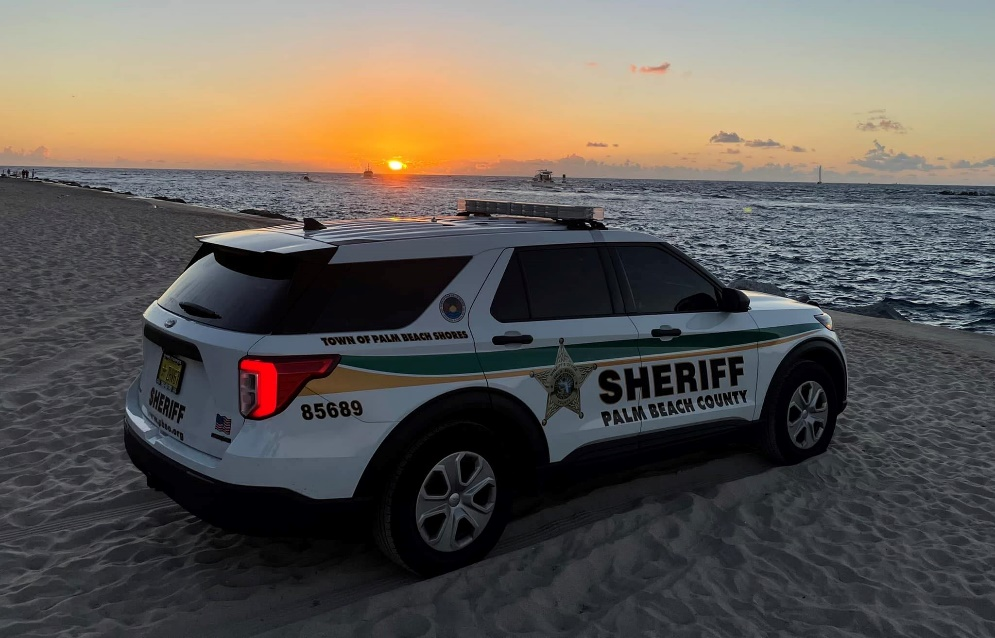 TOWN OF PALM BEACH SHORES
85689
SHERIFF
PALM BEACH COUNTY
SHERIFF